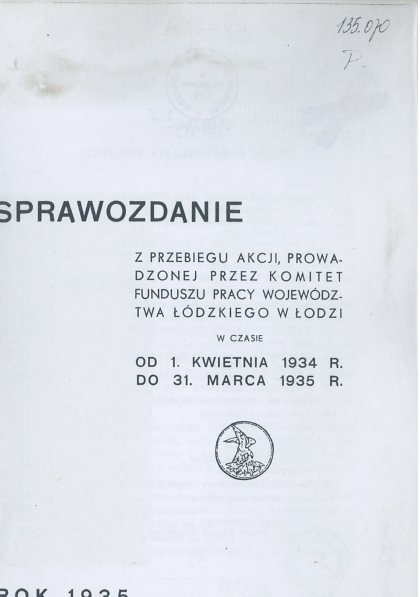 135.070
P.
SPRAWOZDANIE
Z PRZEBIEGU AKCJI, PROWA-
DZONEJ PRZEZ KOMITET
FUNDUSZU PRACY WOJEWÓDZ-
TWA ŁÓDZKIEGO W ŁODZI
W CZASIE
OD 1. KWIETNIA 1934 R.
DO 31. MARCA 1935 R.
ROK 1935